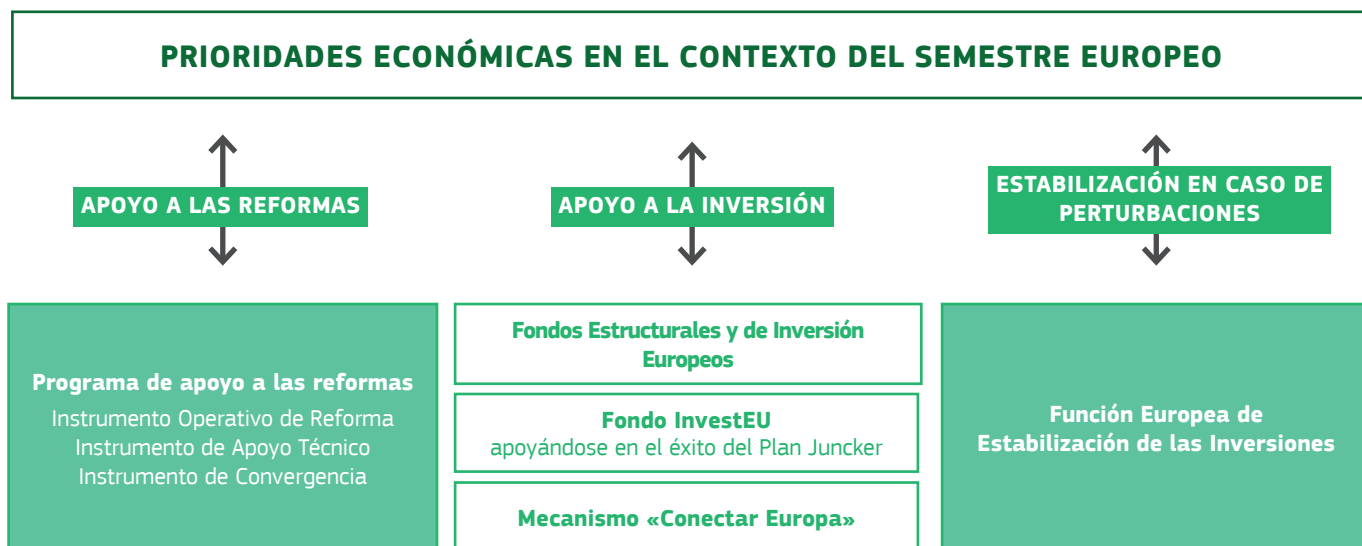 PRIORIDADES ECONÓMICAS EN EL CONTEXTO DEL SEMESTRE EUROPEO
APOYO A LAS REFORMAS
APOYO A LA INVERSIÓN
ESTABILIZACIÓN EN CASO DE
PERTURBACIONES
Programa de apoyo a las reformas
Instrumento Operativo de Reforma
Instrumento de Apoyo Técnico
Instrumento de Convergencia
Fondos Estructurales y de Inversión
Europeos
Fondo InvestEU
apoyándose en el éxito del Plan Juncker
Mecanismo «Conectar Europa»
Función Europea de
Estabilización de las Inversiones